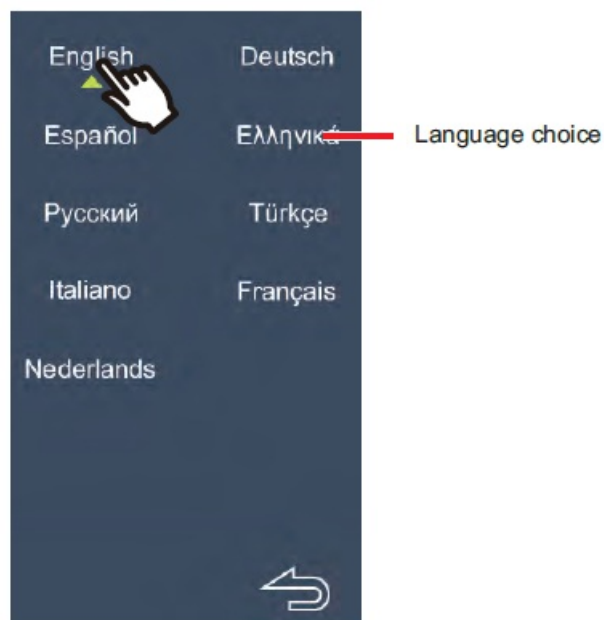 English Deutsch
Español Ελληνικά Language choice
Русский Türkçe
Italiano Français
Nederlands